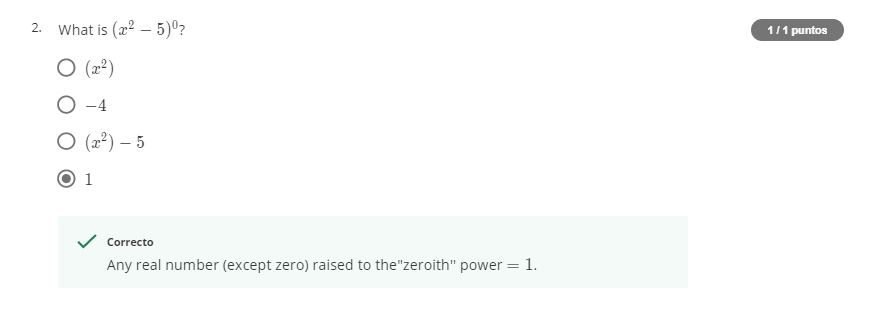 2. What is (x² − 5)⁰?
1 / 1 puntos
(x²)
−4
(x²) − 5
1
Correcto
Any real number (except zero) raised to the"zeroith" power = 1.